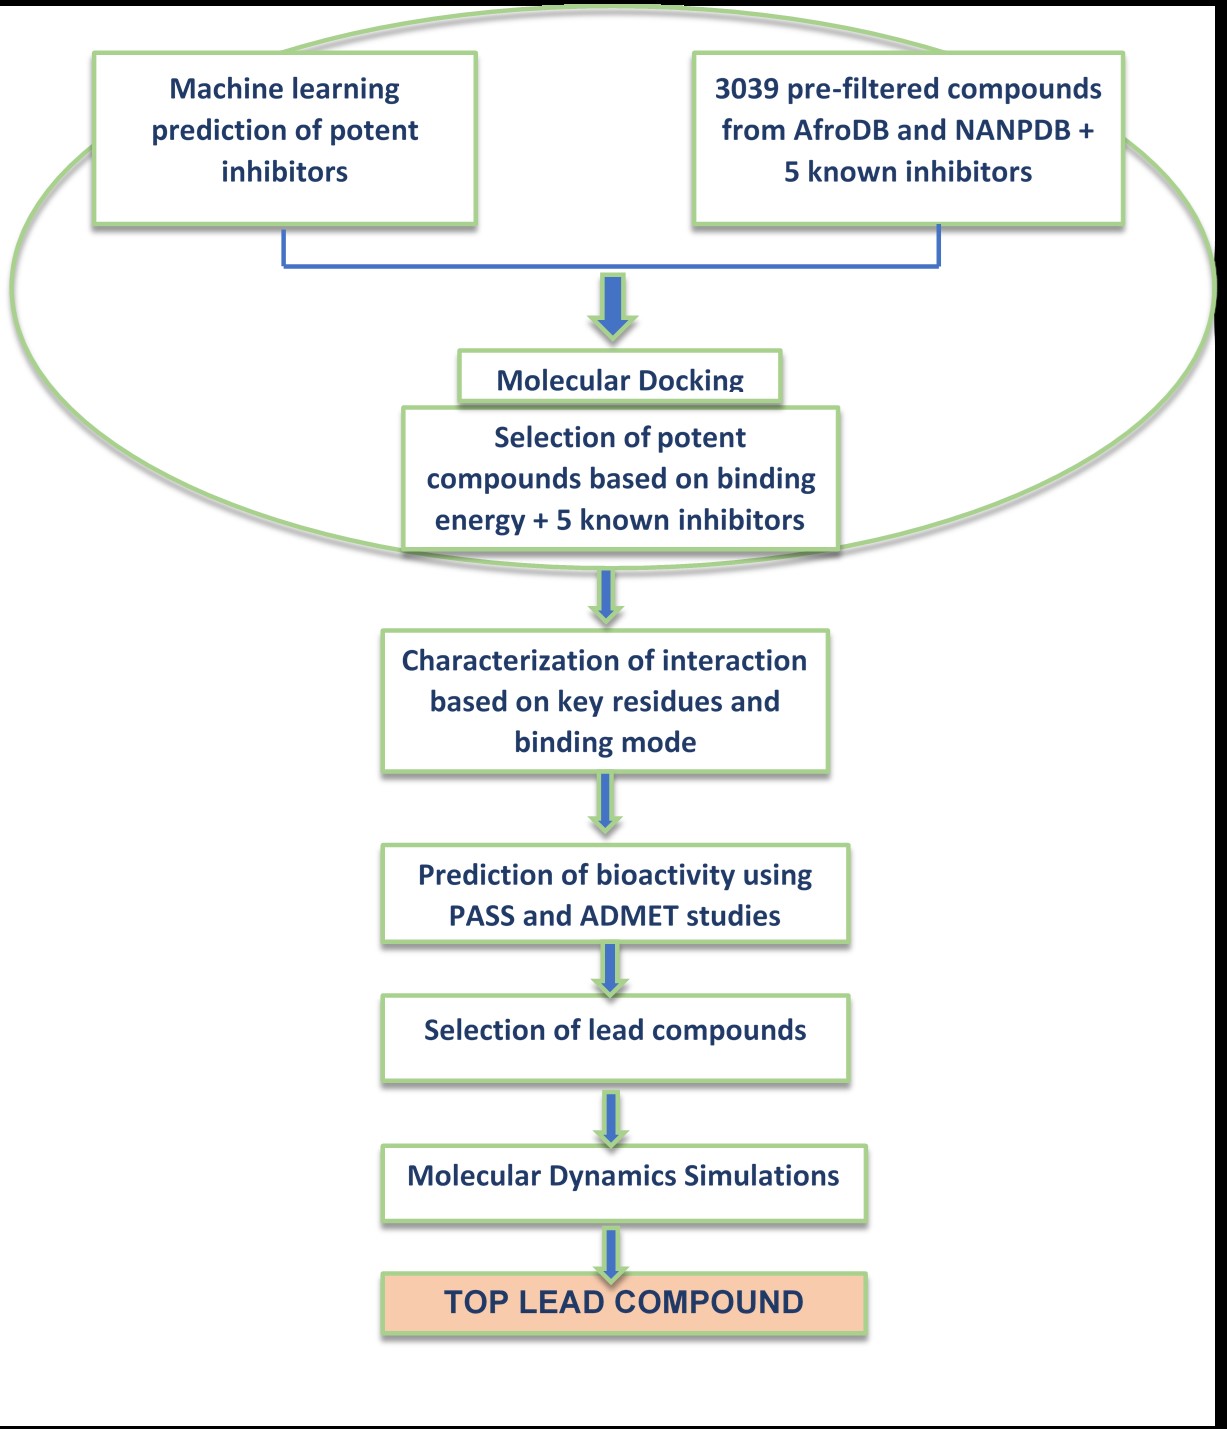 Machine learning
prediction of potent
inhibitors
3039 pre-filtered compounds
from AfroDB and NANPDB +
5 known inhibitors
Molecular Docking
Selection of potent
compounds based on binding
energy + 5 known inhibitors
Characterization of interaction
based on key residues and
binding mode
Prediction of bioactivity using
PASS and ADMET studies
Selection of lead compounds
Molecular Dynamics Simulations
TOP LEAD COMPOUND